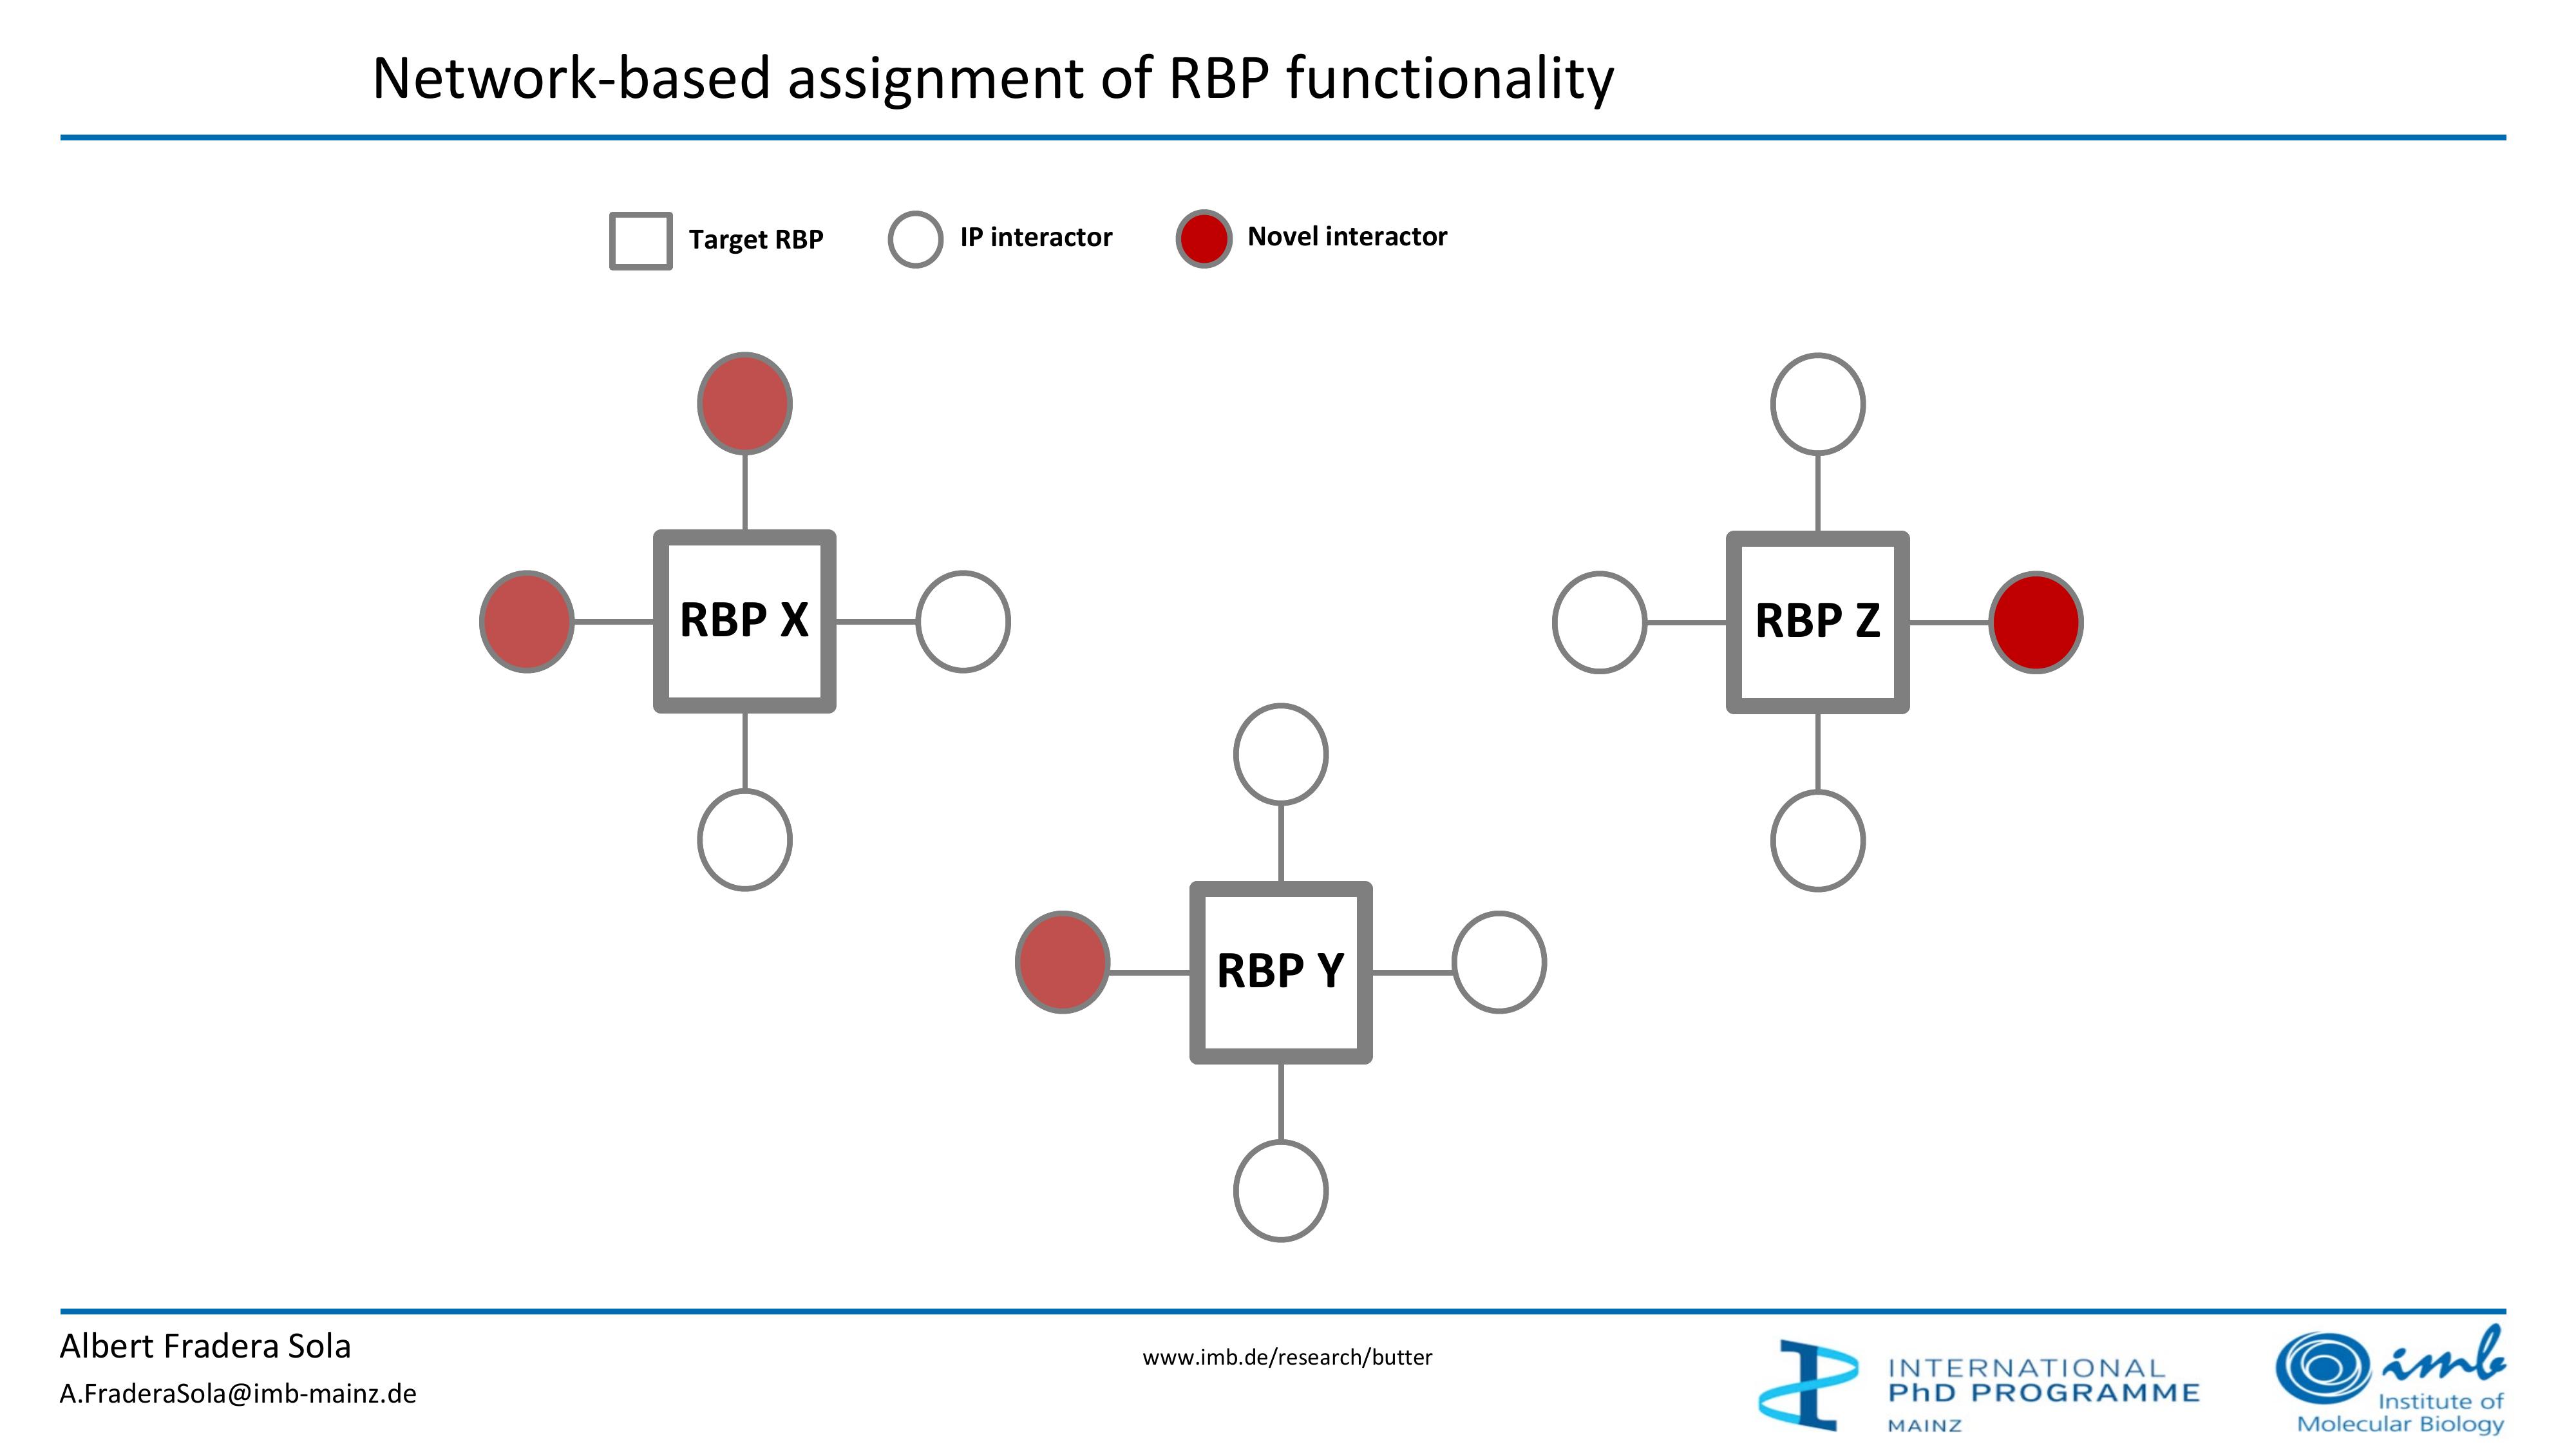 Network-based assignment of RBP functionality
Target RBP
IP interactor
Novel interactor
RBP X
RBP Z
RBP Y
Albert Fradera Sola
A.FraderaSola@imb-mainz.de
www.imb.de/research/butter
INTERNATIONAL
PhD PROGRAMME
MAINZ
imb
Institute of
Molecular Biology